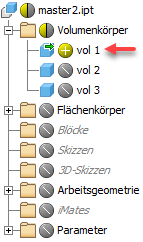 master2.ipt
Volumenkörper
vol 1
vol 2
vol 3
Flächenkörper
Blöcke
Skizzen
3D-Skizzen
Arbeitsgeometrie
iMates
Parameter